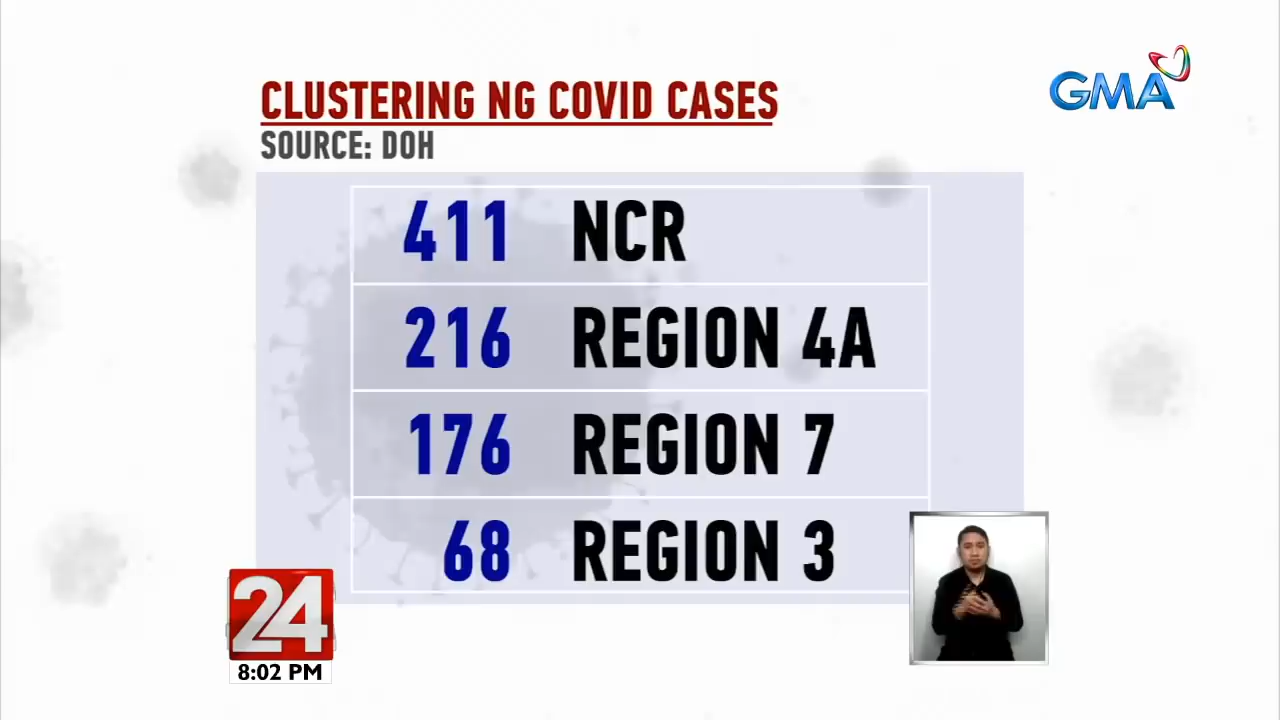 CLUSTERING NG COVID CASES
SOURCE: DOH
GMA
411 NCR
216 REGION 4A
176 REGION 7
68 REGION 3
24
8:02 PM